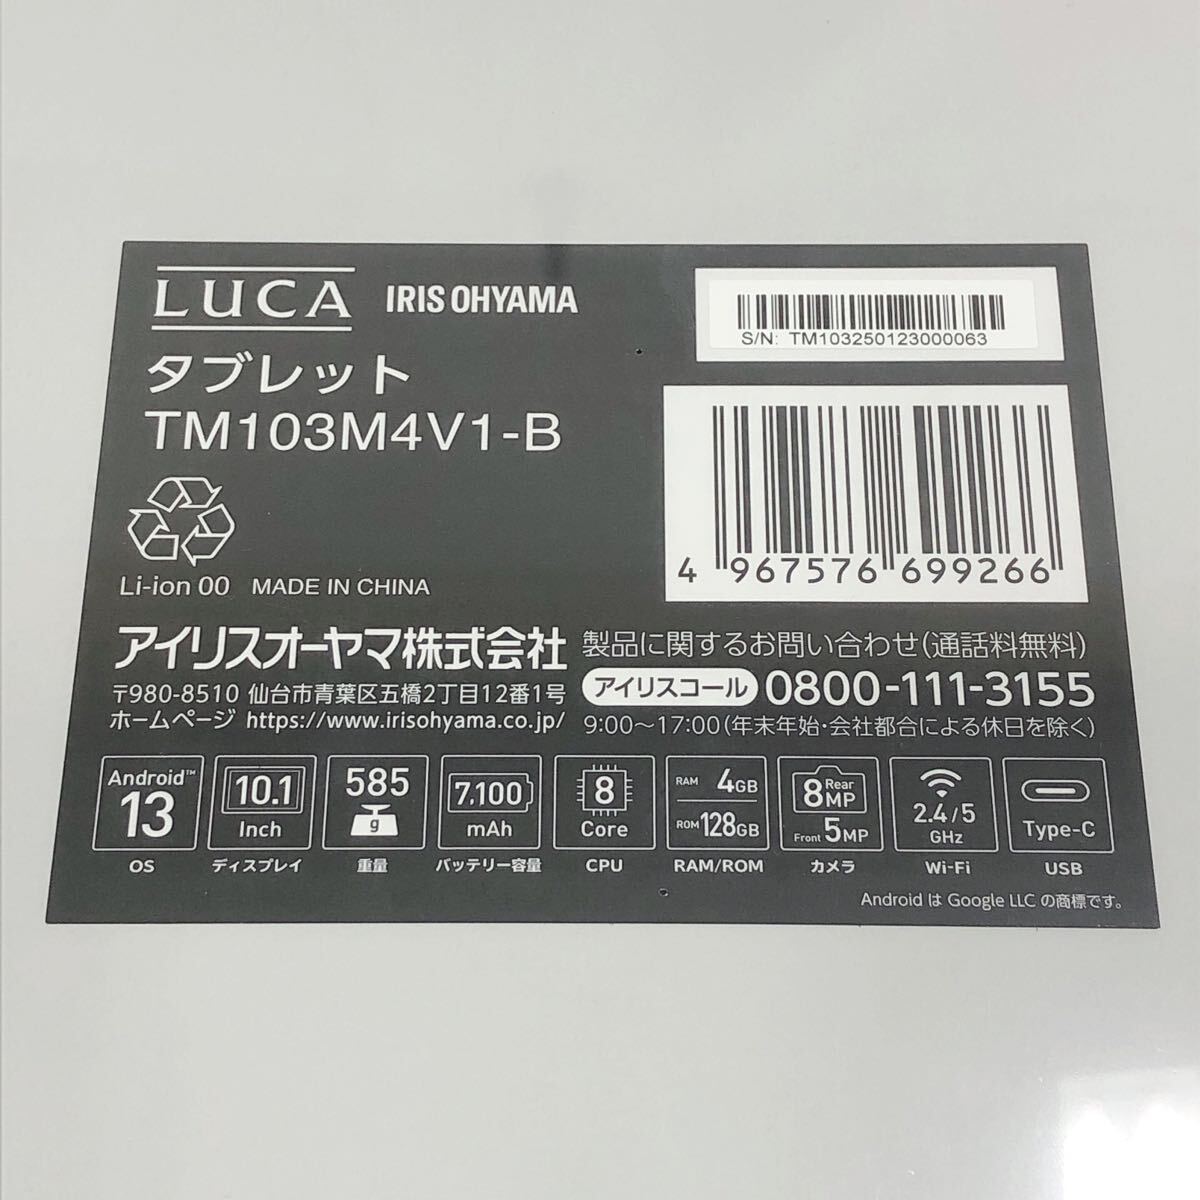 LUCA IRIS OHYAMA
タブレット
TM103M4V1-B
S/N: TM103250123000063
4 967576 699266
Li-ion 00 MADE IN CHINA
アイリスオーヤマ株式会社
〒980-8510 仙台市青葉区五橋2丁目12番1号
ホームページ https://www.irisohyama.co.jp/
製品に関するお問い合わせ(通話料無料)
アイリスコール 0800-111-3155
9:00〜17:00(年末年始・会社都合による休日を除く)
Android™
13
OS
10.1
Inch
ディスプレイ
585
g
重量
7,100
mAh
バッテリー容量
8
Core
CPU
RAM 4GB
ROM 128GB
RAM/ROM
8 Rear MP
Front 5MP
カメラ
2.4/5
GHz
Wi-Fi
Type-C
USB
Android は Google LLC の商標です。